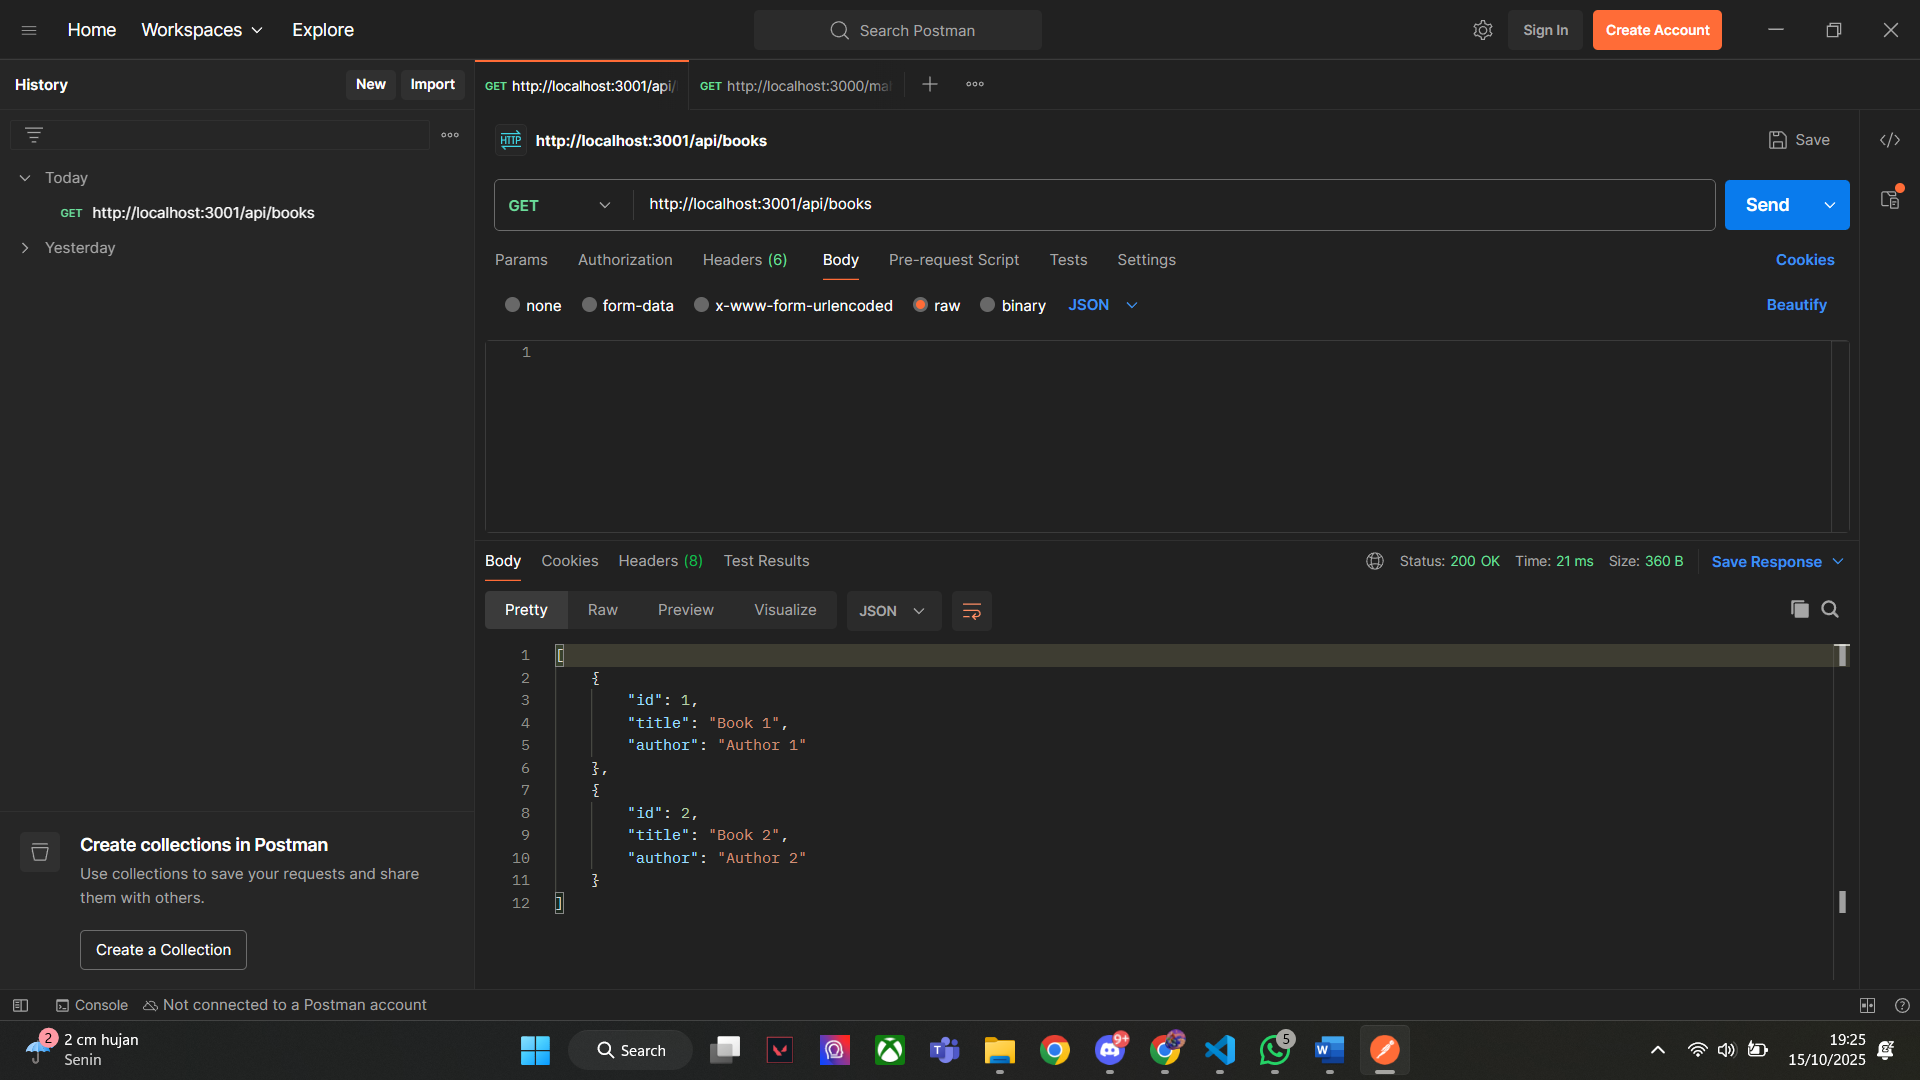 Home
Workspaces
Explore
Search Postman
Sign In
Create Account
History
New
Import
GET http://localhost:3001/api/
GET http://localhost:3000/ma
HTTP
http://localhost:3001/api/books
Save
Today
GET http://localhost:3001/api/books
Yesterday
GET
http://localhost:3001/api/books
Send
Params
Authorization
Headers (6)
Body
Pre-request Script
Tests
Settings
Cookies
none
form-data
x-www-form-urlencoded
raw
binary
JSON
Beautify
1
Body
Cookies
Headers (8)
Test Results
Status: 200 OK
Time: 21 ms
Size: 360 B
Save Response
Pretty
Raw
Preview
Visualize
JSON
1 [
2 {
3 "id": 1,
4 "title": "Book 1",
5 "author": "Author 1"
6 },
7 {
8 "id": 2,
9 "title": "Book 2",
10 "author": "Author 2"
11 }
12 ]
Create collections in Postman
Use collections to save your requests and share
them with others.
Create a Collection
Console
Not connected to a Postman account
2
2 cm hujan
Senin
Search
9+
5
19:25
15/10/2025